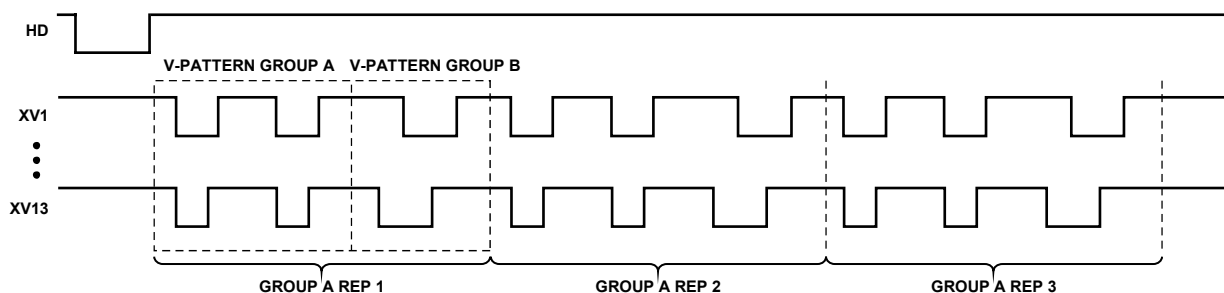 HD
V-PATTERN GROUP A V-PATTERN GROUP B
XV1
XV13
GROUP A REP 1 GROUP A REP 2 GROUP A REP 3